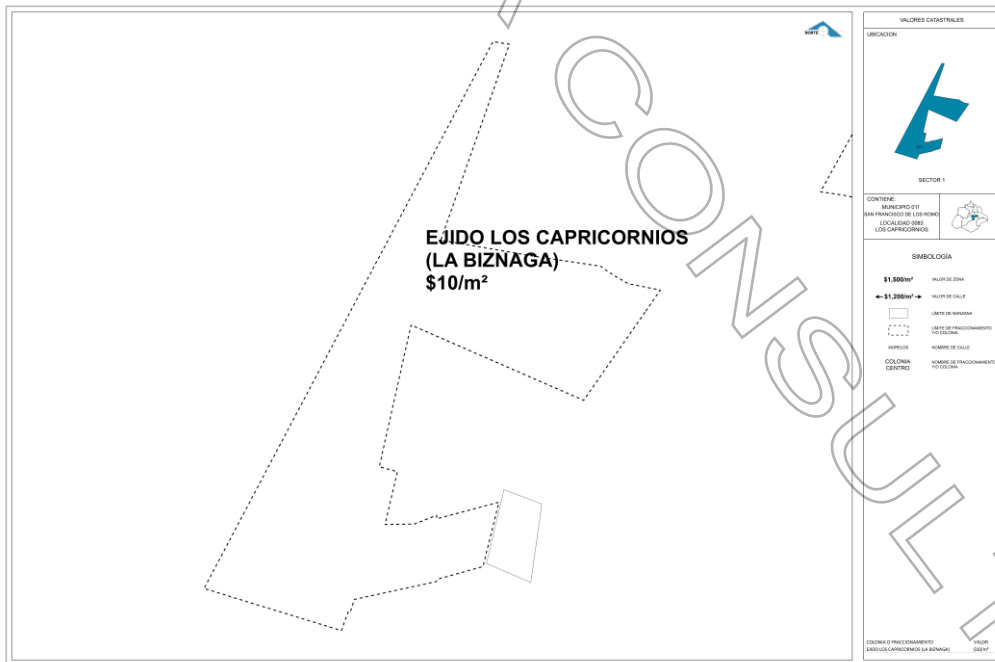 NORTE
EJIDO LOS CAPRICORNIOS
(LA BIZNAGA)
$10/m²
VALORES CATASTRALES
UBICACION
SECTOR 1
CONTIENE:
MUNICIPIO 011
SAN FRANCISCO DE LOS ROMO
LOCALIDAD 0083
LOS CAPRICORNIOS
SIMBOLOGÍA
$1,500/m² VALOR DE ZONA
$1,200/m² VALOR DE CALLE
LÍMITE DE MANZANA
LÍMITE DE FRACCIONAMIENTO
Y/O COLONIA
MORELOS NOMBRE DE CALLE
COLONIA
CENTRO
NOMBRE DE FRACCIONAMIENTO
Y/O COLONIA
COLONIA O FRACCIONAMIENTO VALOR
EJIDO LOS CAPRICORNIOS (LA BIZNAGA) $10/m²
CONSUL